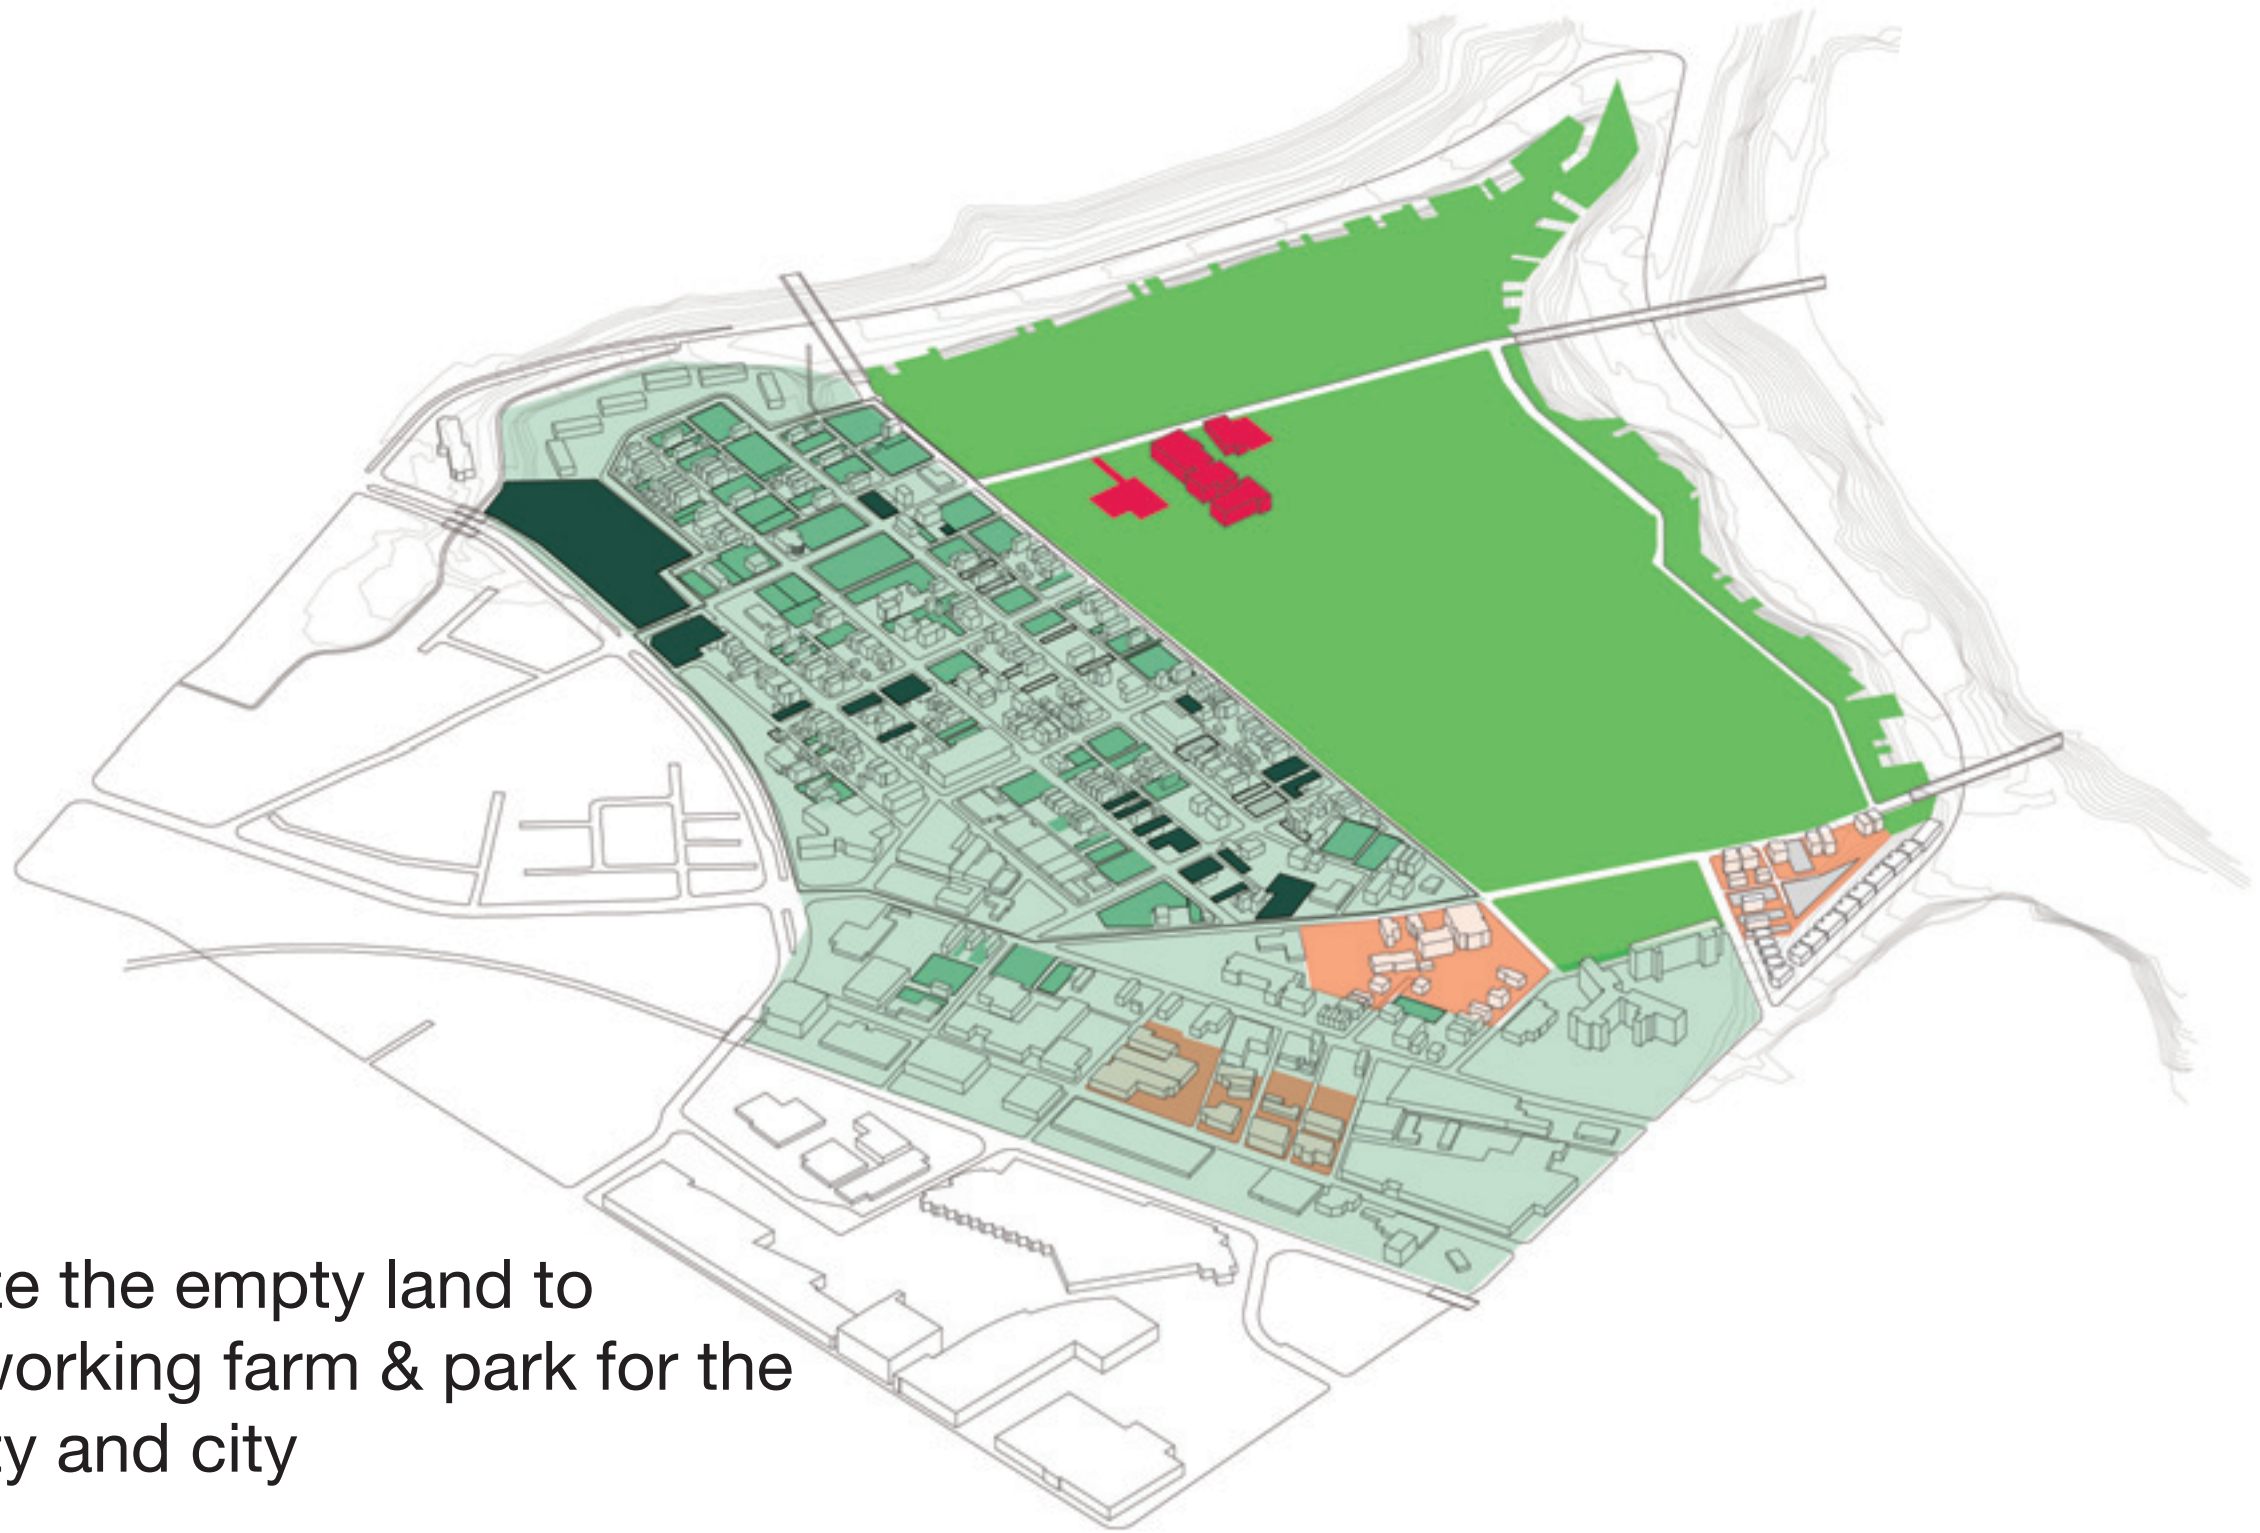 the empty land to
working farm & park for the
and city